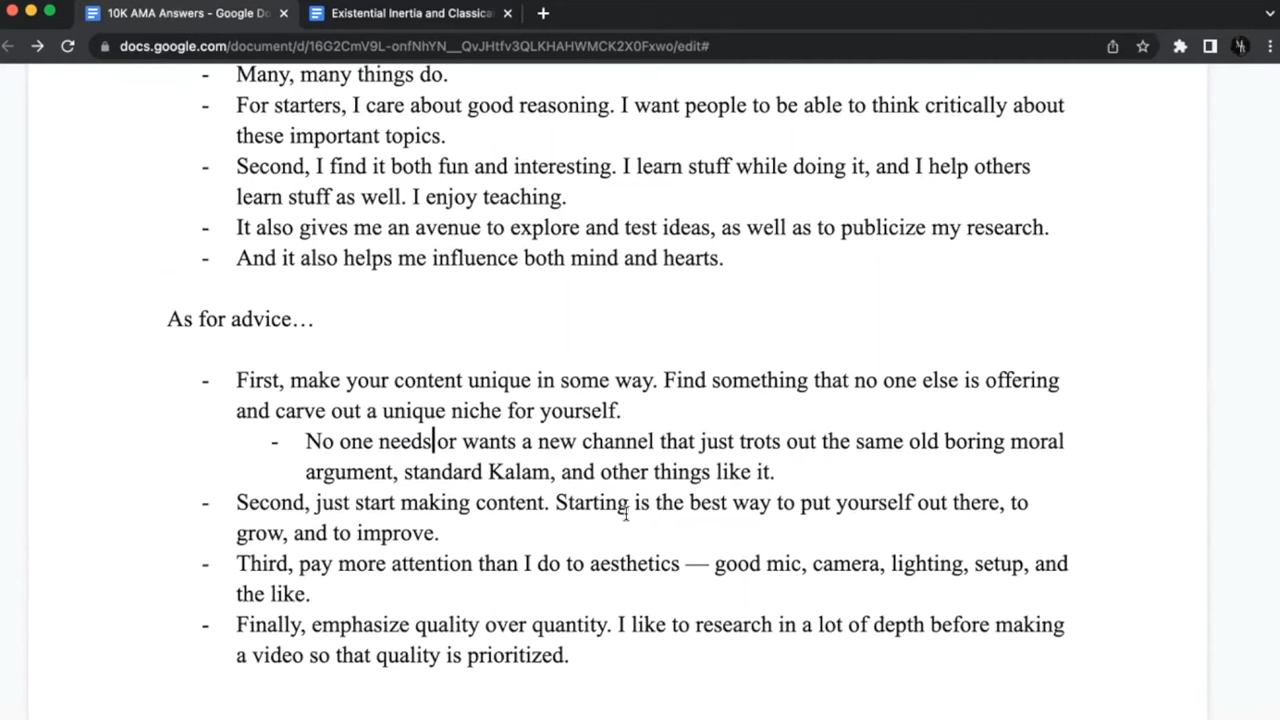 10K AMA Answers - Google Do
Existential Inertia and Classica
docs.google.com/document/d/16G2CmV9L-onfNhYN__QvJHtfv3QLKHAHWMCK2X0Fxwo/edit#
- Many, many things do.
- For starters, I care about good reasoning. I want people to be able to think critically about
these important topics.
- Second, I find it both fun and interesting. I learn stuff while doing it, and I help others
learn stuff as well. I enjoy teaching.
- It also gives me an avenue to explore and test ideas, as well as to publicize my research.
- And it also helps me influence both mind and hearts.
As for advice…
- First, make your content unique in some way. Find something that no one else is offering
and carve out a unique niche for yourself.
- No one needs or wants a new channel that just trots out the same old boring moral
argument, standard Kalam, and other things like it.
- Second, just start making content. Starting is the best way to put yourself out there, to
grow, and to improve.
- Third, pay more attention than I do to aesthetics — good mic, camera, lighting, setup, and
the like.
- Finally, emphasize quality over quantity. I like to research in a lot of depth before making
a video so that quality is prioritized.